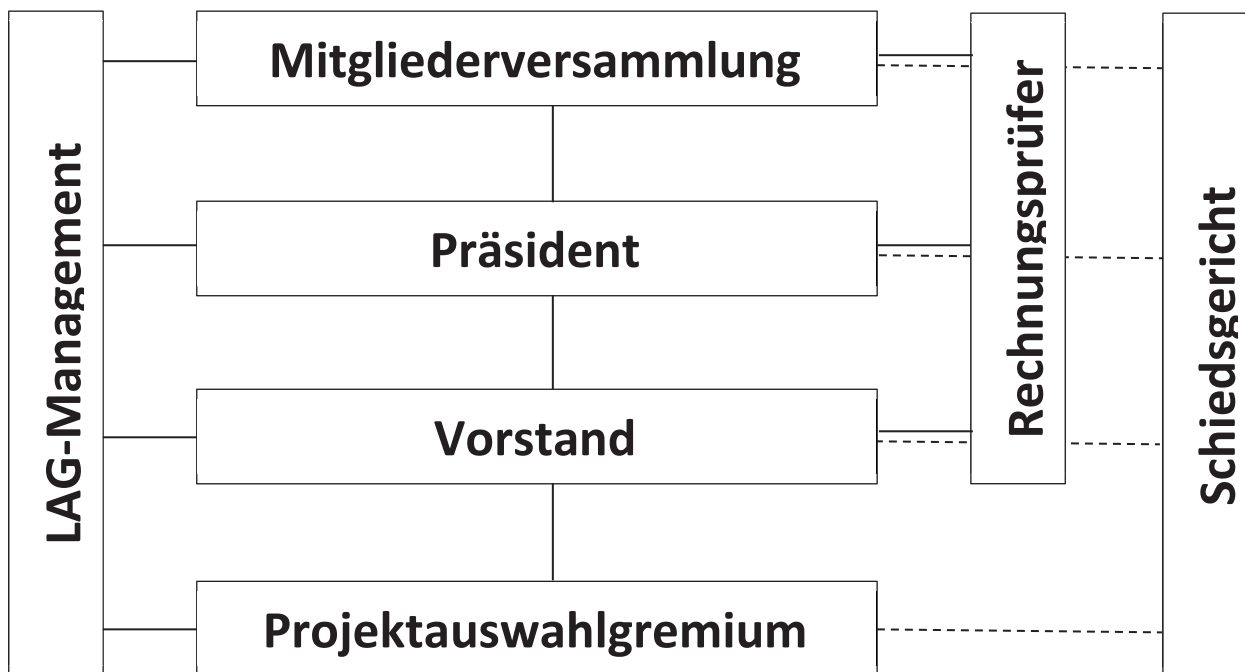 LAG-Management
Mitgliederversammlung
Präsident
Vorstand
Projektauswahlgremium
Rechnungsprüfer
Schiedsgericht